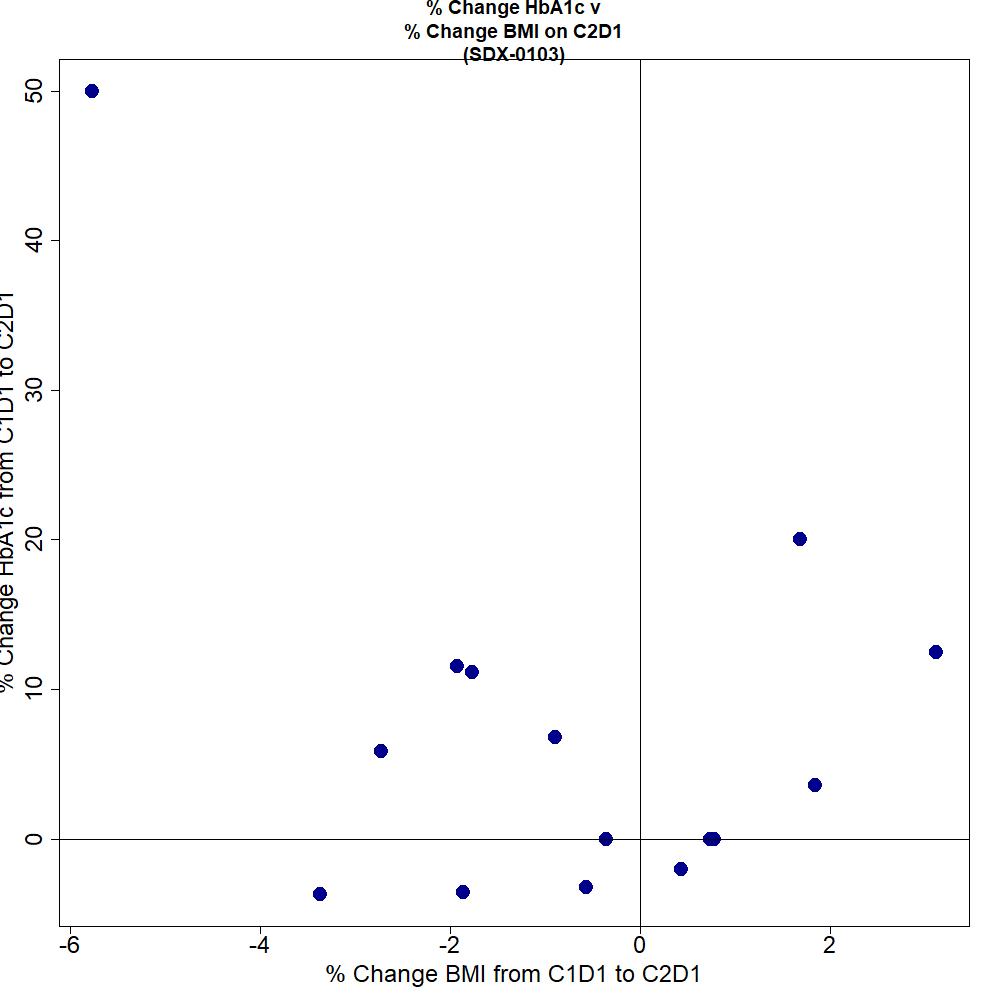 % Change HbA1c v
% Change BMI on C2D1
(SDX-0103)
50
40
30
20
10
0
% Change HbA1c from C1D1 to C2D1
-6
-4
-2
0
2
% Change BMI from C1D1 to C2D1